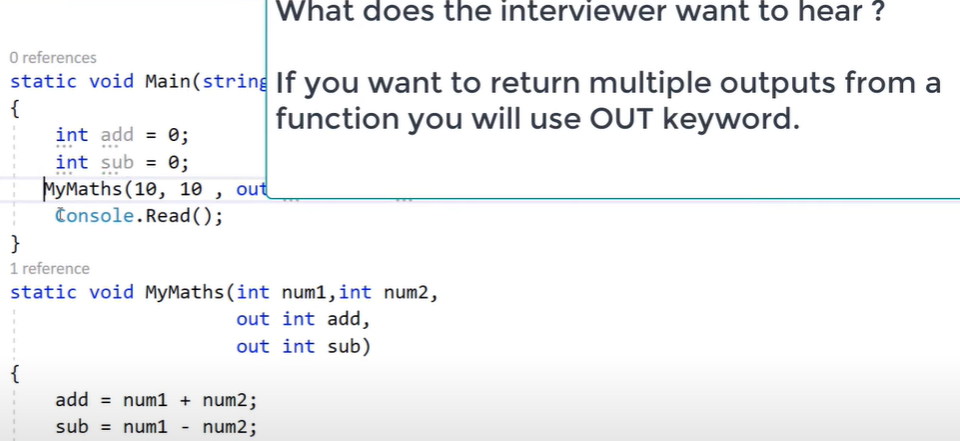 What does the interviewer want to hear ?
If you want to return multiple outputs from a
function you will use OUT keyword.
0 references
static void Main(string
{
int add = 0;
int sub = 0;
MyMaths(10, 10 , out
Console.Read();
}
1 reference
static void MyMaths(int num1,int num2,
out int add,
out int sub)
{
add = num1 + num2;
sub = num1 - num2;